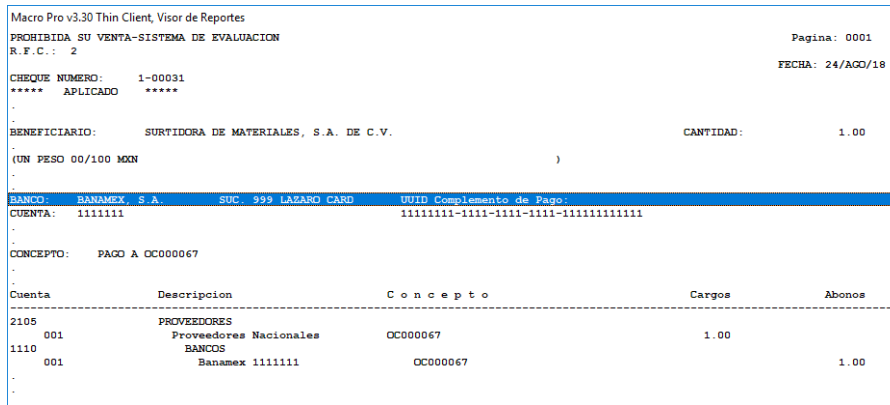 Macro Pro v3.30 Thin Client, Visor de Reportes
PROHIBIDA SU VENTA-SISTEMA DE EVALUACION Pagina: 0001
R.F.C.: 2
FECHA: 24/AGO/18
CHEQUE NUMERO: 1-00031
***** APLICADO *****
.
.
BENEFICIARIO: SURTIDORA DE MATERIALES, S.A. DE C.V. CANTIDAD: 1.00
.
(UN PESO 00/100 MXN )
.
.
BANCO: BANAMEX, S.A. SUC. 999 LAZARO CARD UUID Complemento de Pago:
CUENTA: 1111111 11111111-1111-1111-1111-111111111111
.
.
CONCEPTO: PAGO A OC000067
.
.
Cuenta Descripcion C o n c e p t o Cargos Abonos
--------------------------------------------------------------------------------
2105 PROVEEDORES
001 Proveedores Nacionales OC000067 1.00
1110 BANCOS
001 Banamex 1111111 OC000067 1.00
.
.